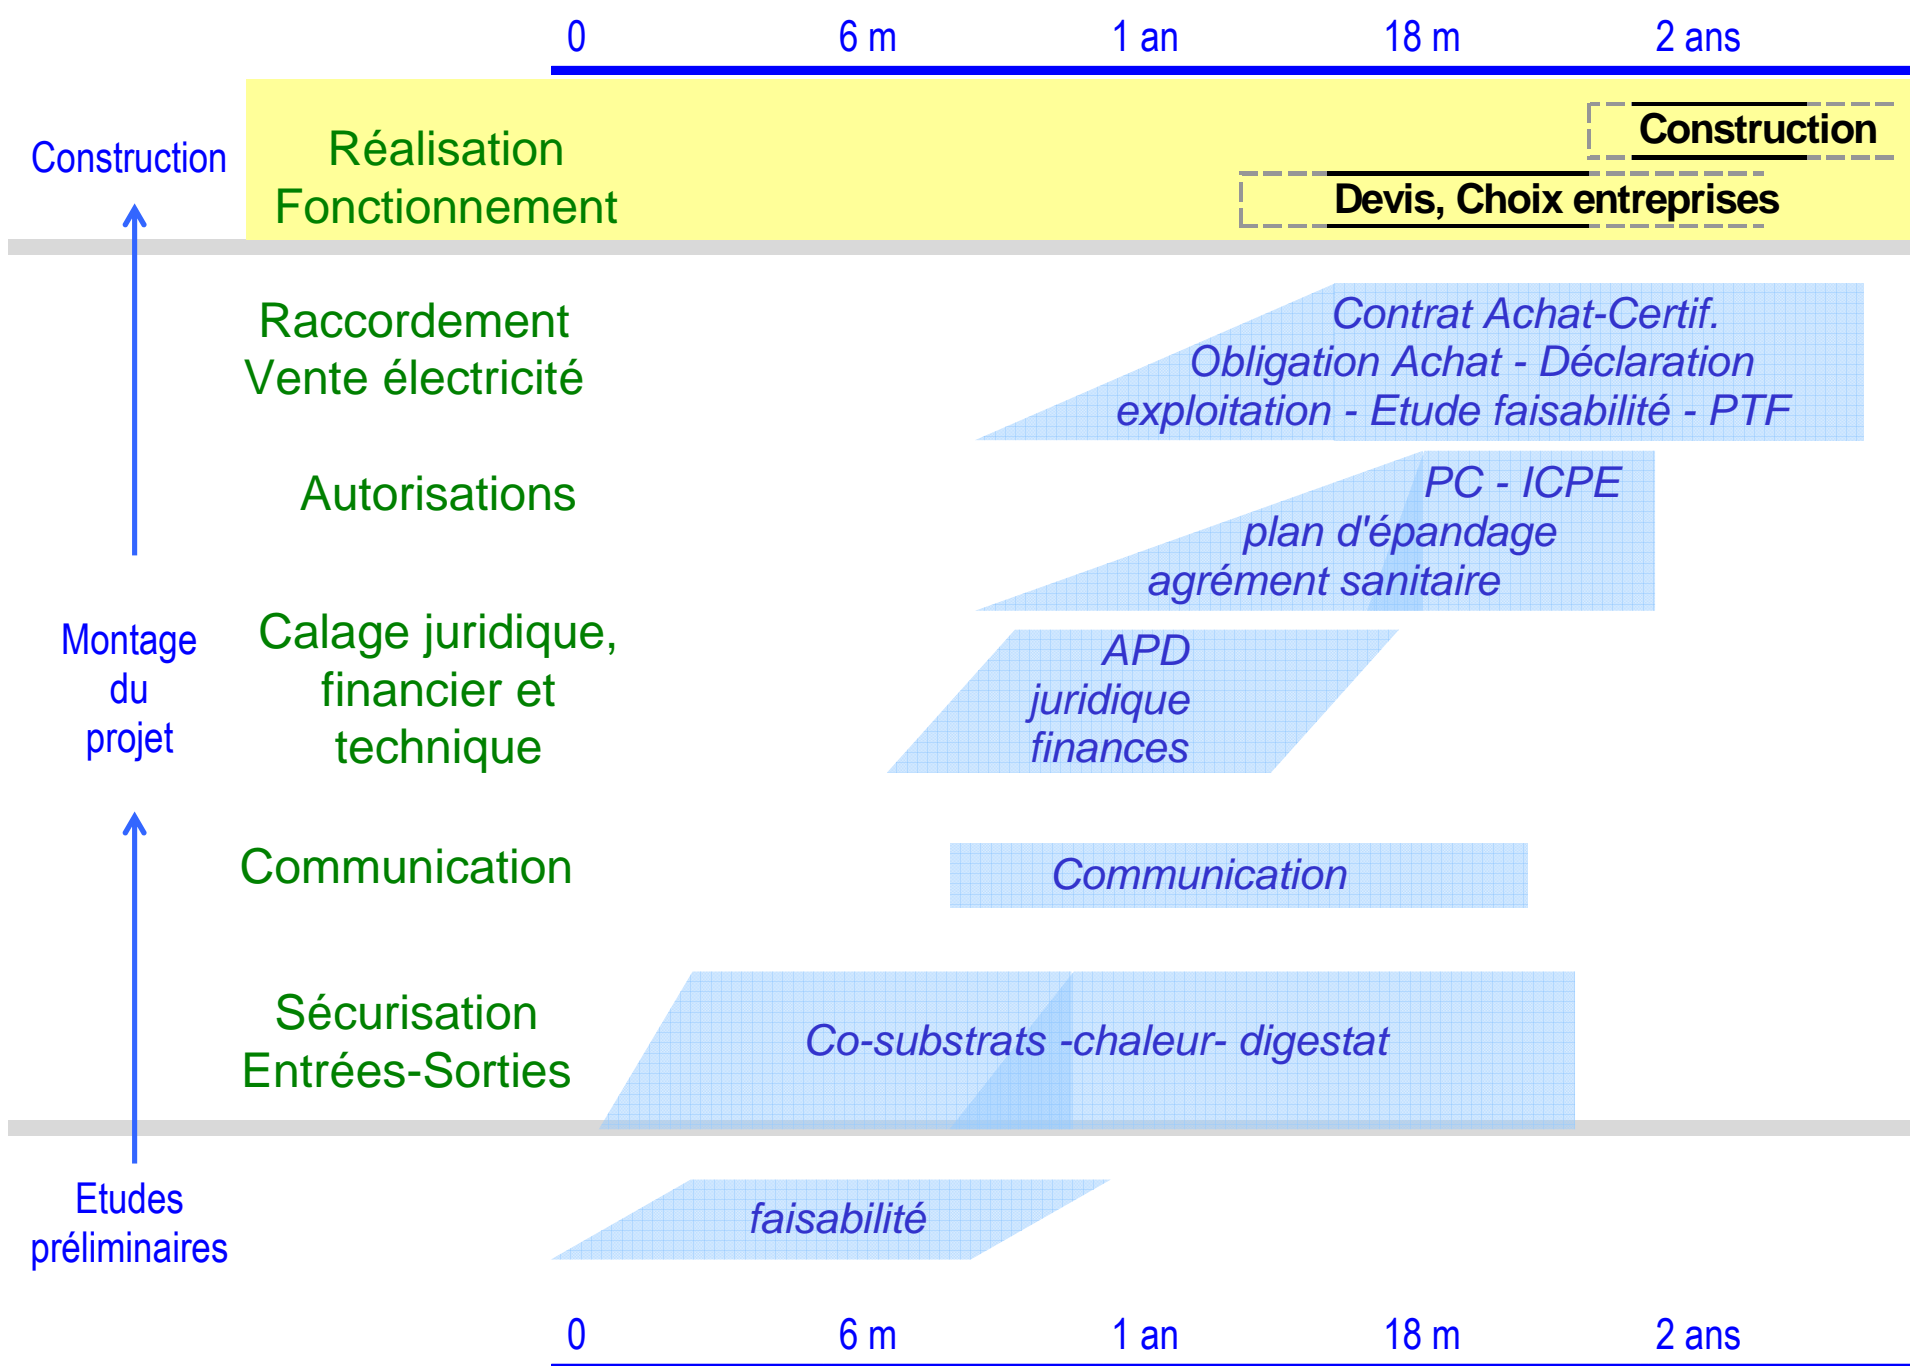 0 6 m 1 an 18 m 2 ans
Construction
Réalisation
Fonctionnement
Construction
Devis, Choix entreprises
Raccordement
Vente électricité
Contrat Achat-Certif.
Obligation Achat - Déclaration
exploitation - Etude faisabilité - PTF
Autorisations
PC - ICPE
plan d'épandage
agrément sanitaire
Montage
du
projet
Calage juridique,
financier et
technique
APD
juridique
finances
Communication
Communication
Sécurisation
Entrées-Sorties
Co-substrats -chaleur- digestat
Etudes
préliminaires
faisabilité
0 6 m 1 an 18 m 2 ans